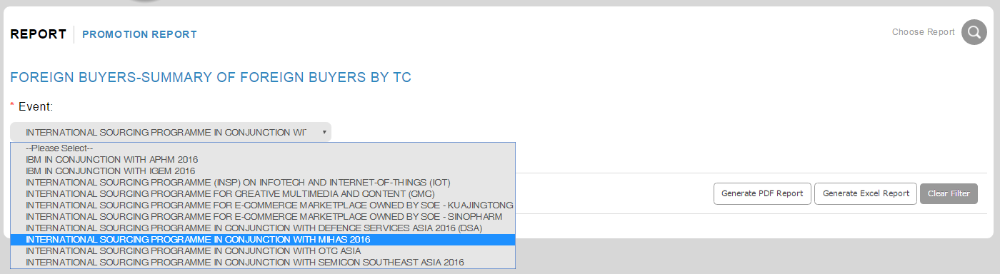 REPORT PROMOTION REPORT Choose Report
FOREIGN BUYERS-SUMMARY OF FOREIGN BUYERS BY TC
* Event:
INTERNATIONAL SOURCING PROGRAMME IN CONJUNCTION WIT
--Please Select--
IBM IN CONJUNCTION WITH APHM 2016
IBM IN CONJUNCTION WITH IGEM 2016
INTERNATIONAL SOURCING PROGRAMME (INSP) ON INFOTECH AND INTERNET-OF-THINGS (IOT)
INTERNATIONAL SOURCING PROGRAMME FOR CREATIVE MULTIMEDIA AND CONTENT (CMC)
INTERNATIONAL SOURCING PROGRAMME FOR E-COMMERCE MARKETPLACE OWNED BY SOE - KUAJINGTONG
INTERNATIONAL SOURCING PROGRAMME FOR E-COMMERCE MARKETPLACE OWNED BY SOE - SINOPHARM
INTERNATIONAL SOURCING PROGRAMME IN CONJUNCTION WITH DEFENCE SERVICES ASIA 2016 (DSA)
INTERNATIONAL SOURCING PROGRAMME IN CONJUNCTION WITH MIHAS 2016
INTERNATIONAL SOURCING PROGRAMME IN CONJUNCTION WITH OTC ASIA
INTERNATIONAL SOURCING PROGRAMME IN CONJUNCTION WITH SEMICON SOUTHEAST ASIA 2016
Generate PDF Report Generate Excel Report Clear Filter